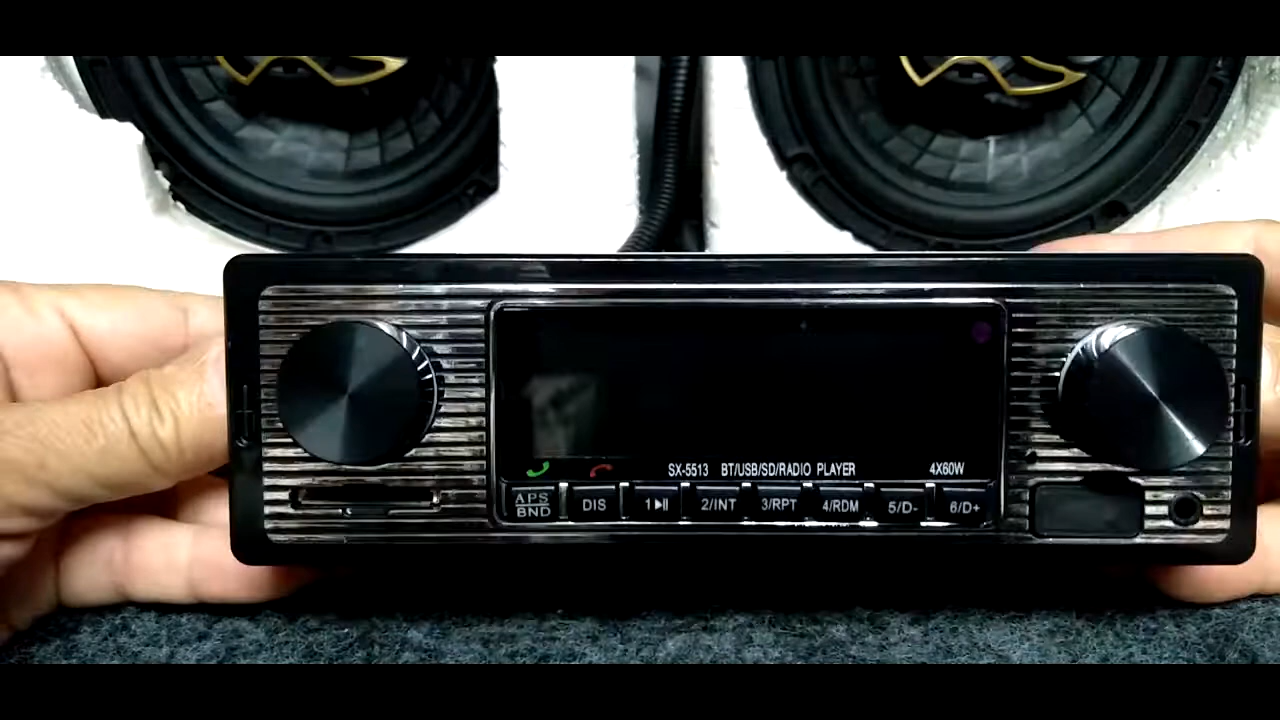 SX-5513 BT/USB/SD/RADIO PLAYER 4X60W
APS
BND
DIS 1▶II 2/INT 3/RPT 4/RDM 5/D- 6/D+